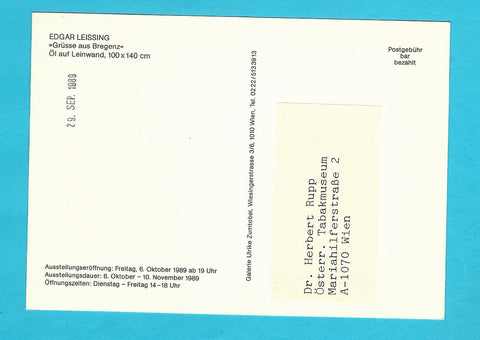 EDGAR LEISSING
»Grüsse aus Bregenz«
Öl auf Leinwand, 100 x 140 cm
29. SEP. 1989
Postgebühr
bar
bezahlt
Galerie Ulrike Zumtobel, Wiesingerstrasse 3/6, 1010 Wien, Tel. 0222/5133913
Dr. Herbert Rupp
Österr. Tabakmuseum
Mariahilferstraße 2
A-1070 Wien
Ausstellungseröffnung: Freitag, 6. Oktober 1989 ab 19 Uhr
Ausstellungsdauer: 6. Oktober – 10. November 1989
Öffnungszeiten: Dienstag – Freitag 14 – 18 Uhr